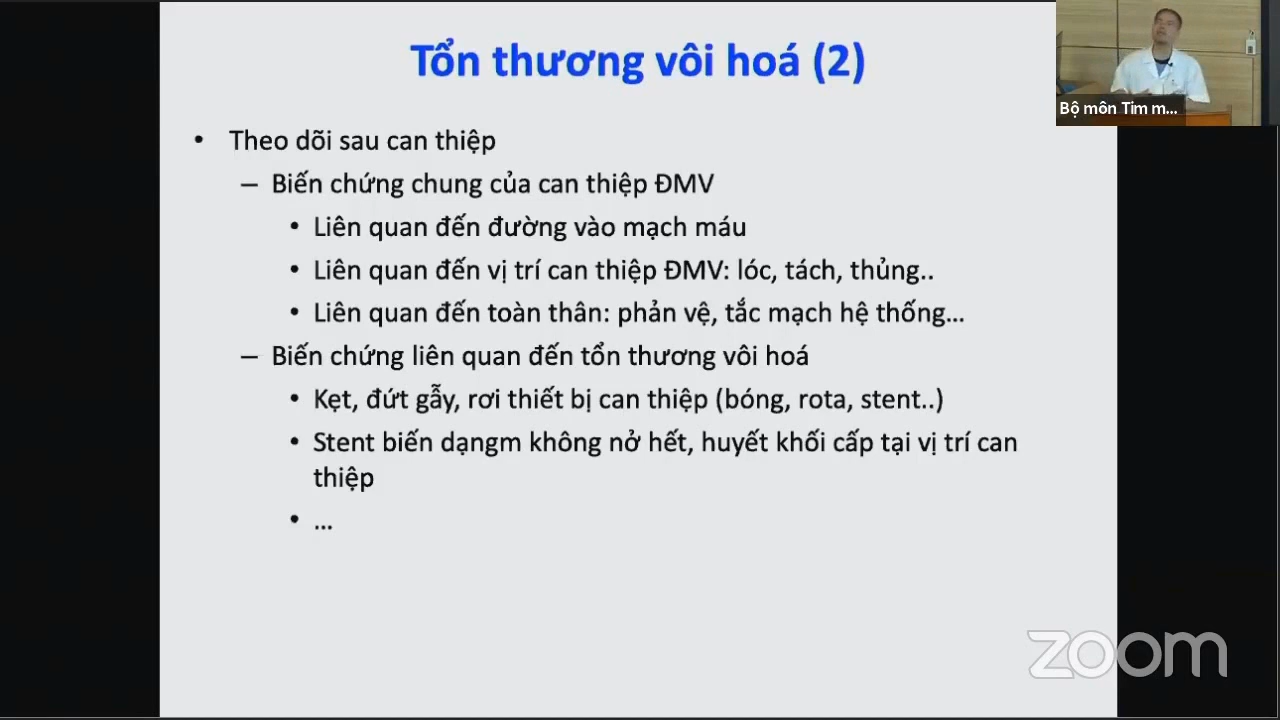 Tổn thương vôi hoá (2)
Bộ môn Tim m...
• Theo dõi sau can thiệp
– Biến chứng chung của can thiệp ĐMV
• Liên quan đến đường vào mạch máu
• Liên quan đến vị trí can thiệp ĐMV: lóc, tách, thủng..
• Liên quan đến toàn thân: phản vệ, tắc mạch hệ thống...
– Biến chứng liên quan đến tổn thương vôi hoá
• Kẹt, đứt gẫy, rơi thiết bị can thiệp (bóng, rota, stent..)
• Stent biến dạngm không nở hết, huyết khối cấp tại vị trí can
thiệp
• ...
zoom